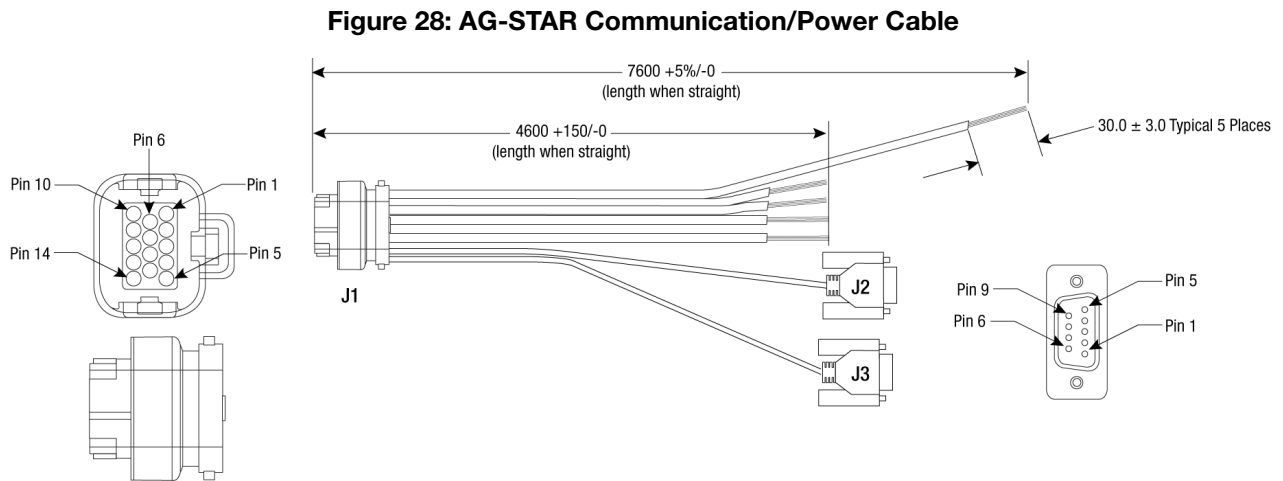 Figure 28: AG-STAR Communication/Power Cable
7600 +5%/-0
(length when straight)
4600 +150/-0
(length when straight)
30.0 ± 3.0 Typical 5 Places
Pin 6
Pin 10
Pin 1
Pin 14
Pin 5
J1
J2
J3
Pin 9
Pin 5
Pin 6
Pin 1